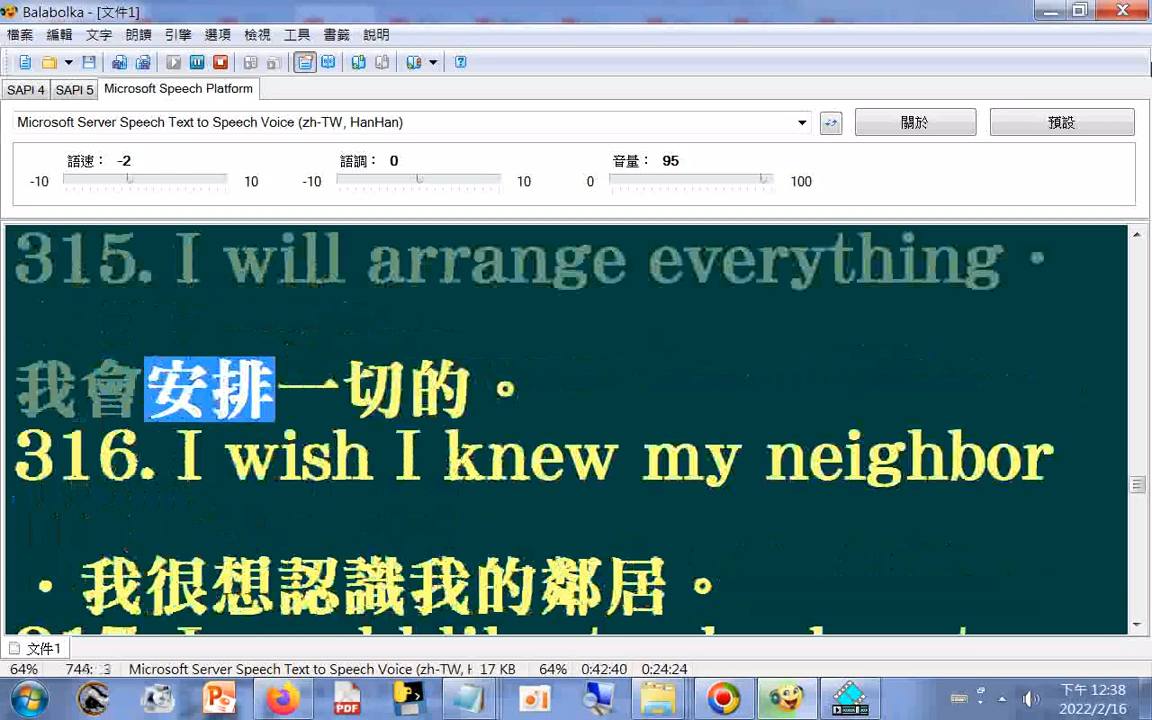 Balabolka - [文件1]
檔案 編輯 文字 朗讀 引擎 選項 檢視 工具 書籤 說明
SAPI 4 SAPI 5 Microsoft Speech Platform
Microsoft Server Speech Text to Speech Voice (zh-TW, HanHan) 關於 預設
語速： -2 語調： 0 音量： 95
-10 10 -10 10 0 100
315. I will arrange everything．
我會安排一切的。
316. I wish I knew my neighbor
．我很想認識我的鄰居。
文件1
64% Microsoft Server Speech Text to Speech Voice (zh-TW, H 17 KB 64% 0:42:40 0:24:24
PDF
下午 12:38
2022/2/16